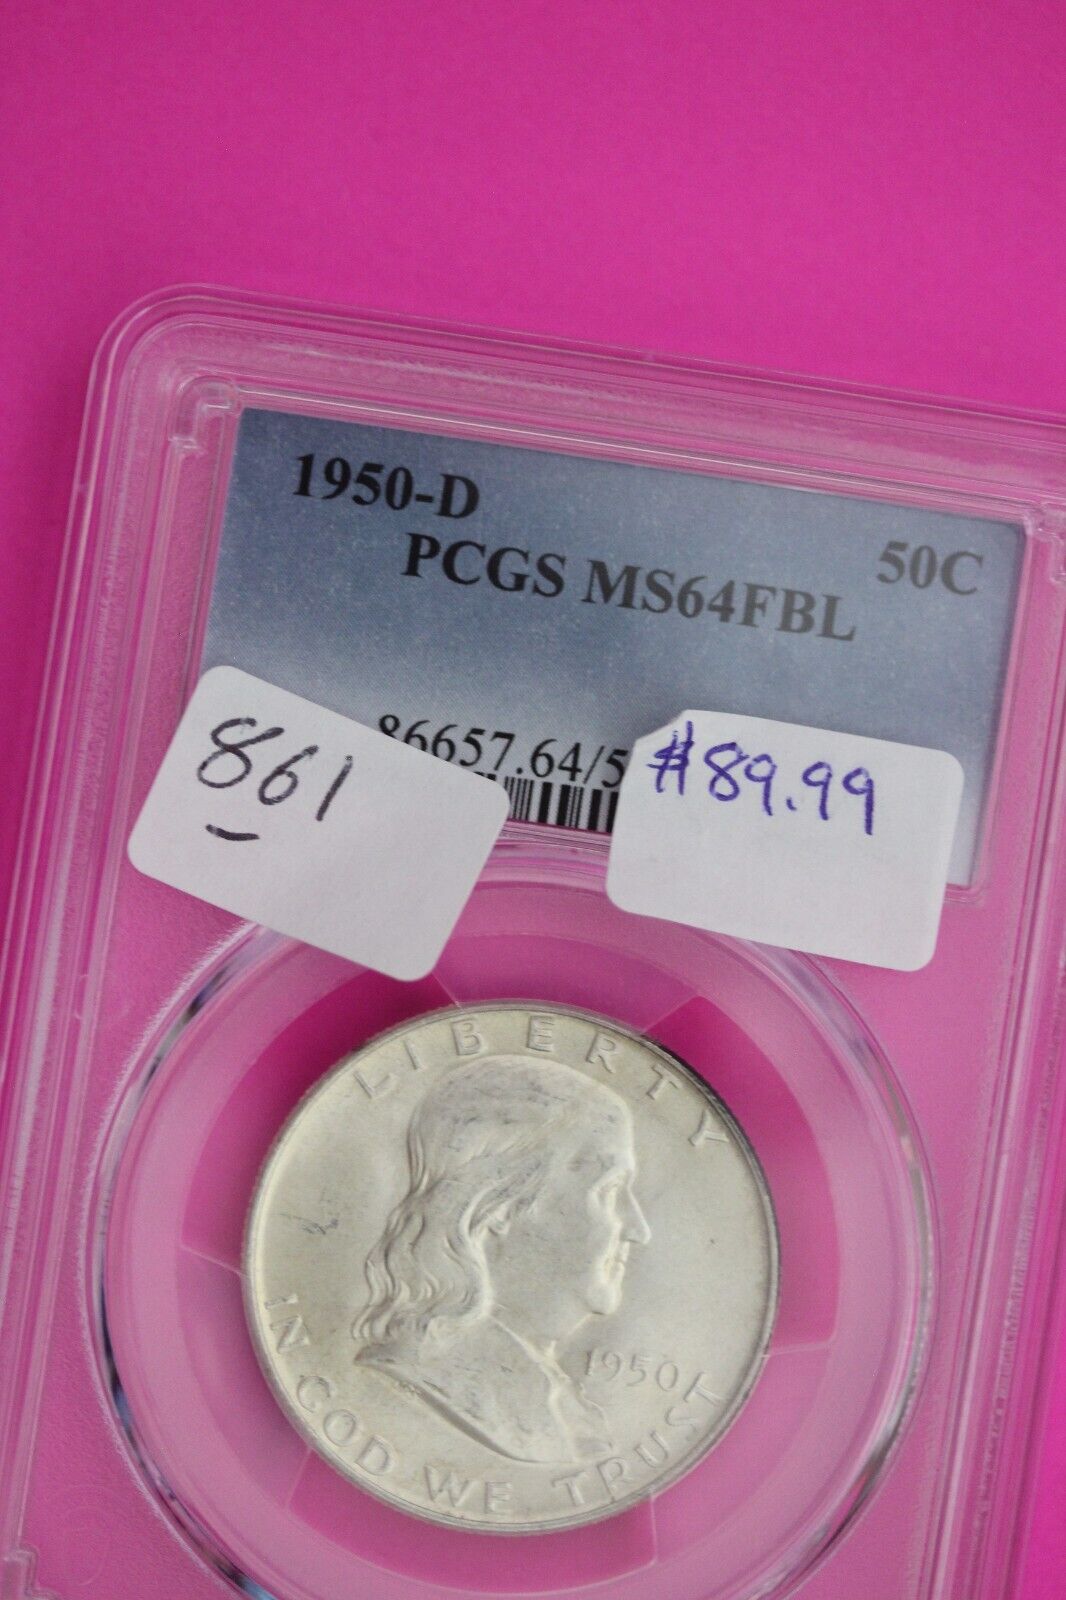 1950-D
50C
PCGS MS64FBL
86657.64/5
861
#89.99
LIBERTY
1950
IN GOD WE TRUST